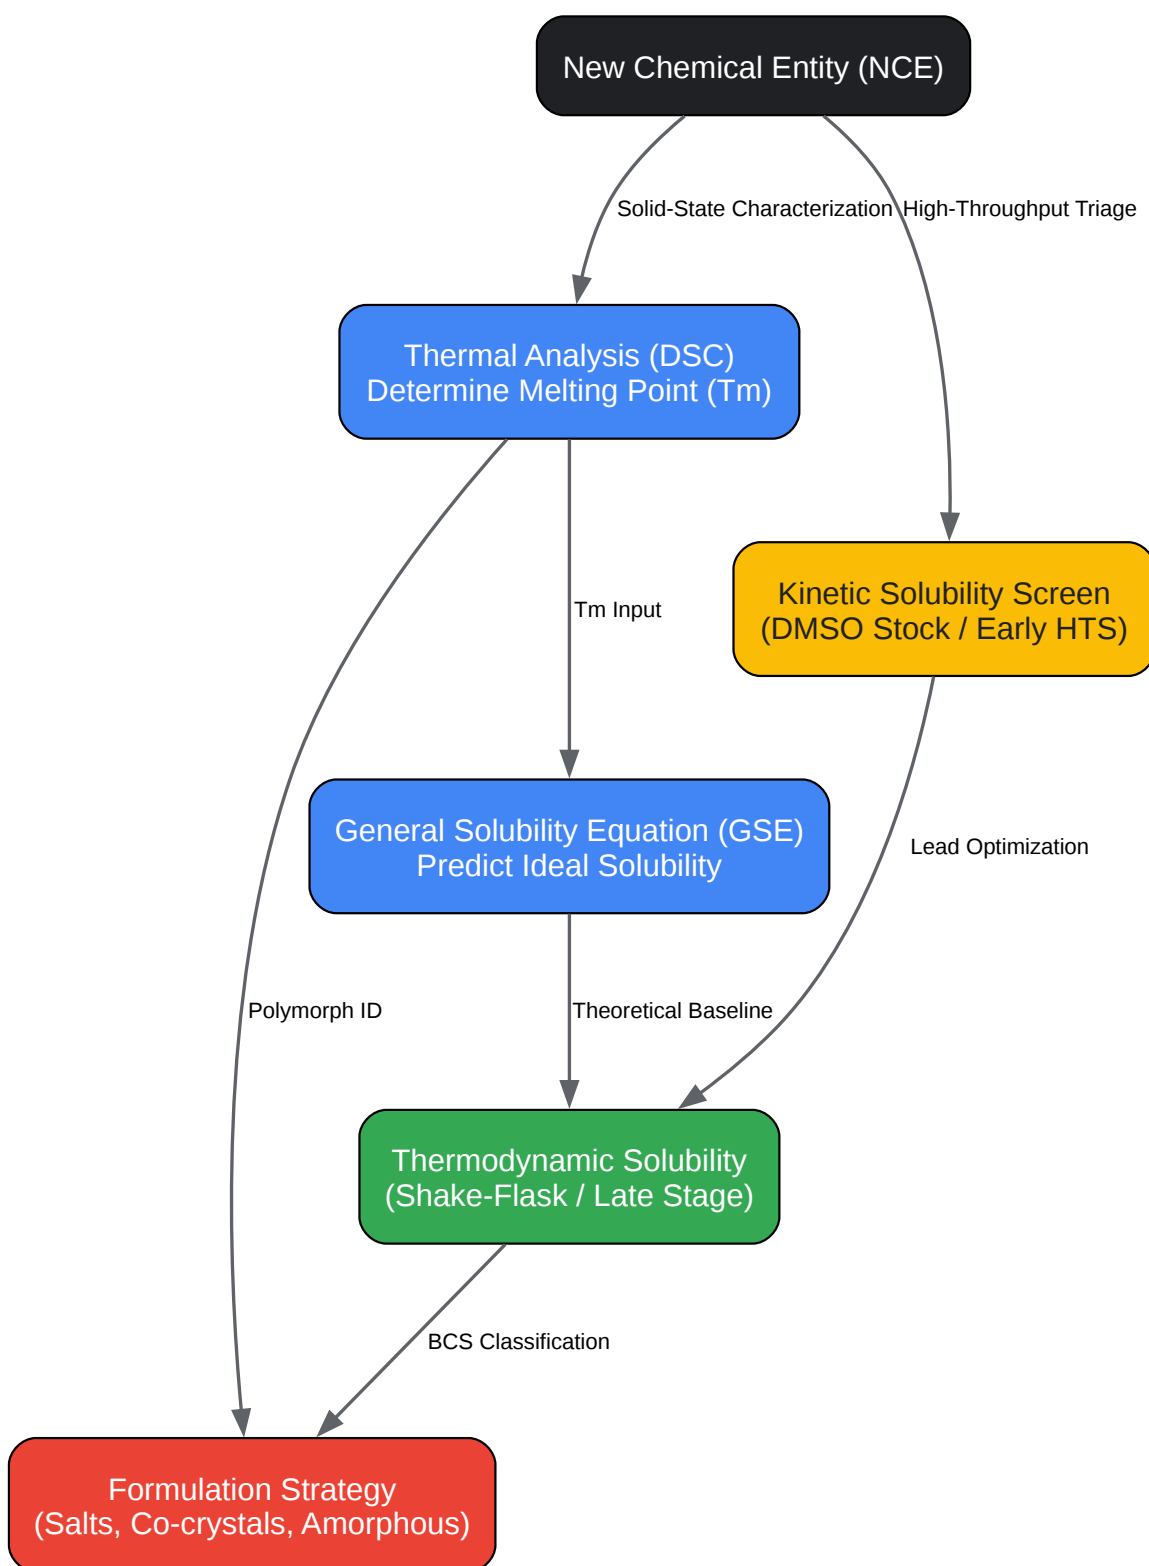 New Chemical Entity (NCE)
Solid-State Characterization
High-Throughput Triage
Thermal Analysis (DSC)
Determine Melting Point (Tm)
Kinetic Solubility Screen
(DMSO Stock / Early HTS)
Tm Input
General Solubility Equation (GSE)
Predict Ideal Solubility
Lead Optimization
Polymorph ID
Theoretical Baseline
Thermodynamic Solubility
(Shake-Flask / Late Stage)
BCS Classification
Formulation Strategy
(Salts, Co-crystals, Amorphous)